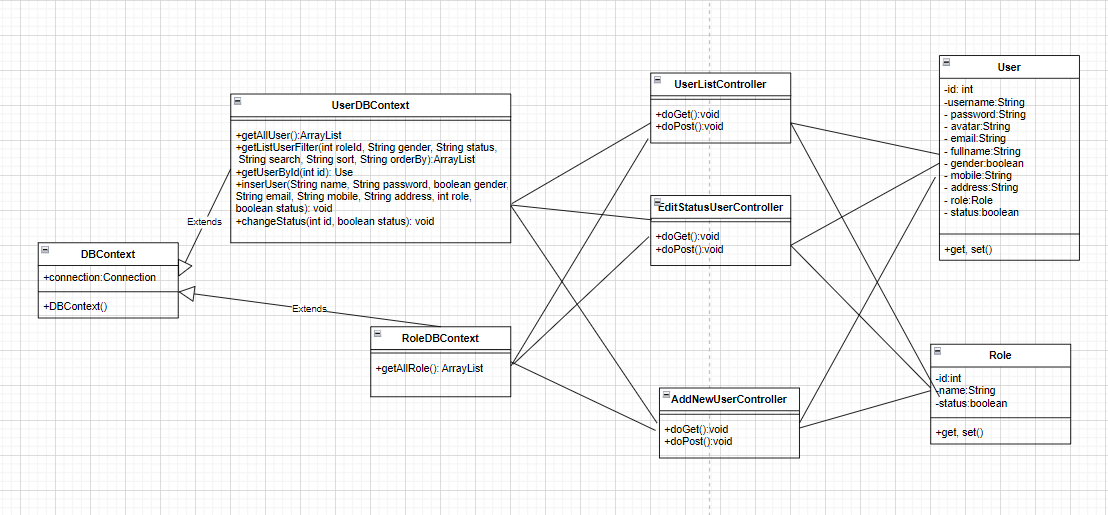 UserDBContext
+getAllUser():ArrayList
+getListUserFilter(int roleId, String gender, String status,
String search, String sort, String orderBy):ArrayList
+getUserById(int id): Use
+inserUser(String name, String password, boolean gender,
String email, String mobile, String address, int role,
boolean status): void
+changeStatus(int id, boolean status): void
Extends
DBContext
+connection:Connection
+DBContext()
Extends
RoleDBContext
+getAllRole(): ArrayList
UserListController
+doGet():void
+doPost():void
EditStatusUserController
+doGet():void
+doPost():void
AddNewUserController
+doGet():void
+doPost():void
User
-id: int
-username:String
- password:String
- avatar:String
- email:String
- fullname:String
- gender:boolean
- mobile:String
- address:String
- role:Role
- status:boolean
+get, set()
Role
-id:int
-name:String
-status:boolean
+get, set()